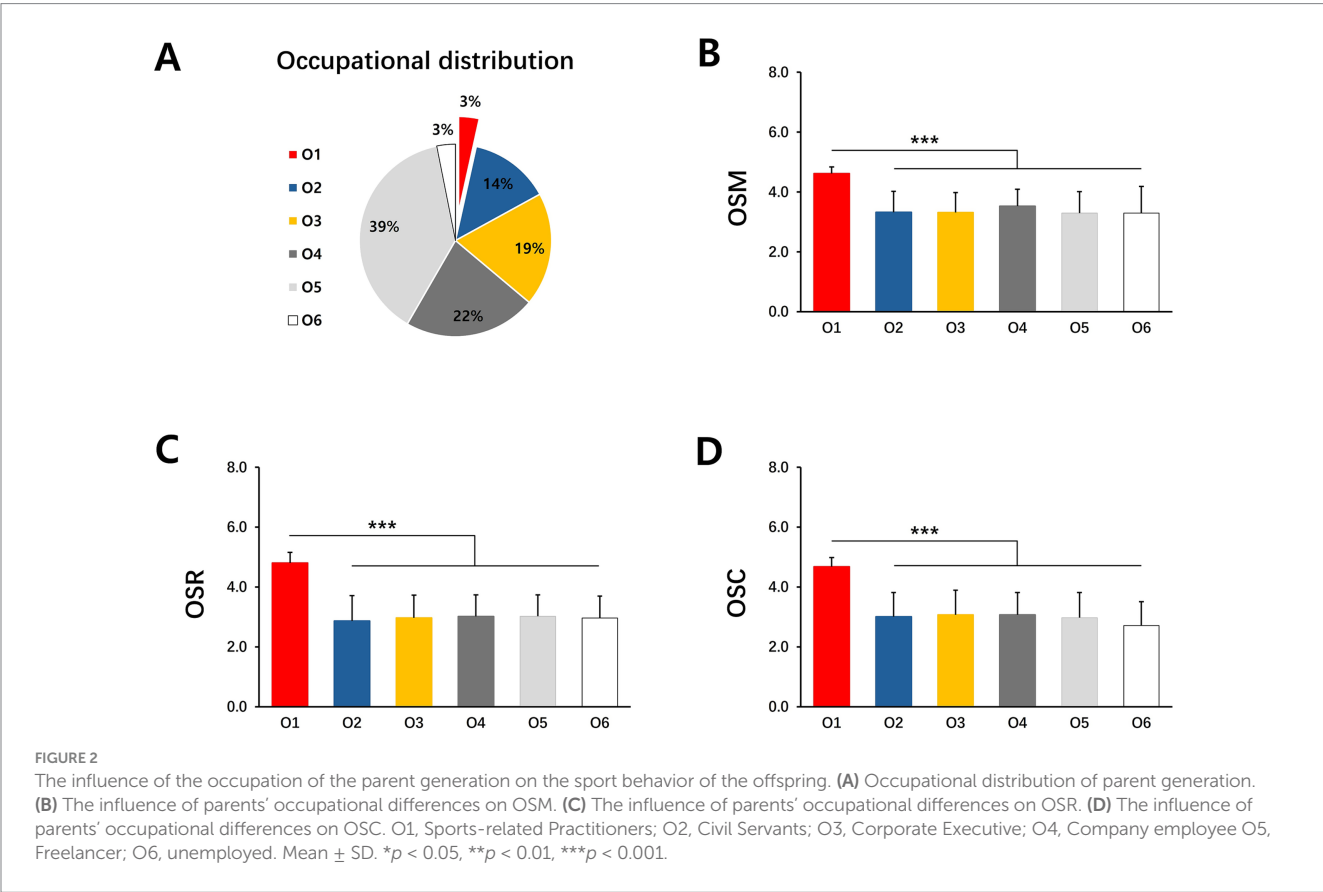 A
Occupational distribution
3%
3%
14%
19%
22%
39%
O1
O2
O3
O4
O5
O6
B
OSM
8.0
6.0
4.0
2.0
0.0
***
O1 O2 O3 O4 O5 O6
C
OSR
8.0
6.0
4.0
2.0
0.0
***
O1 O2 O3 O4 O5 O6
D
OSC
8.0
6.0
4.0
2.0
0.0
***
O1 O2 O3 O4 O5 O6
FIGURE 2
The influence of the occupation of the parent generation on the sport behavior of the offspring. (A) Occupational distribution of parent generation.
(B) The influence of parents’ occupational differences on OSM. (C) The influence of parents’ occupational differences on OSR. (D) The influence of
parents’ occupational differences on OSC. O1, Sports-related Practitioners; O2, Civil Servants; O3, Corporate Executive; O4, Company employee O5,
Freelancer; O6, unemployed. Mean ± SD. *p < 0.05, **p < 0.01, ***p < 0.001.